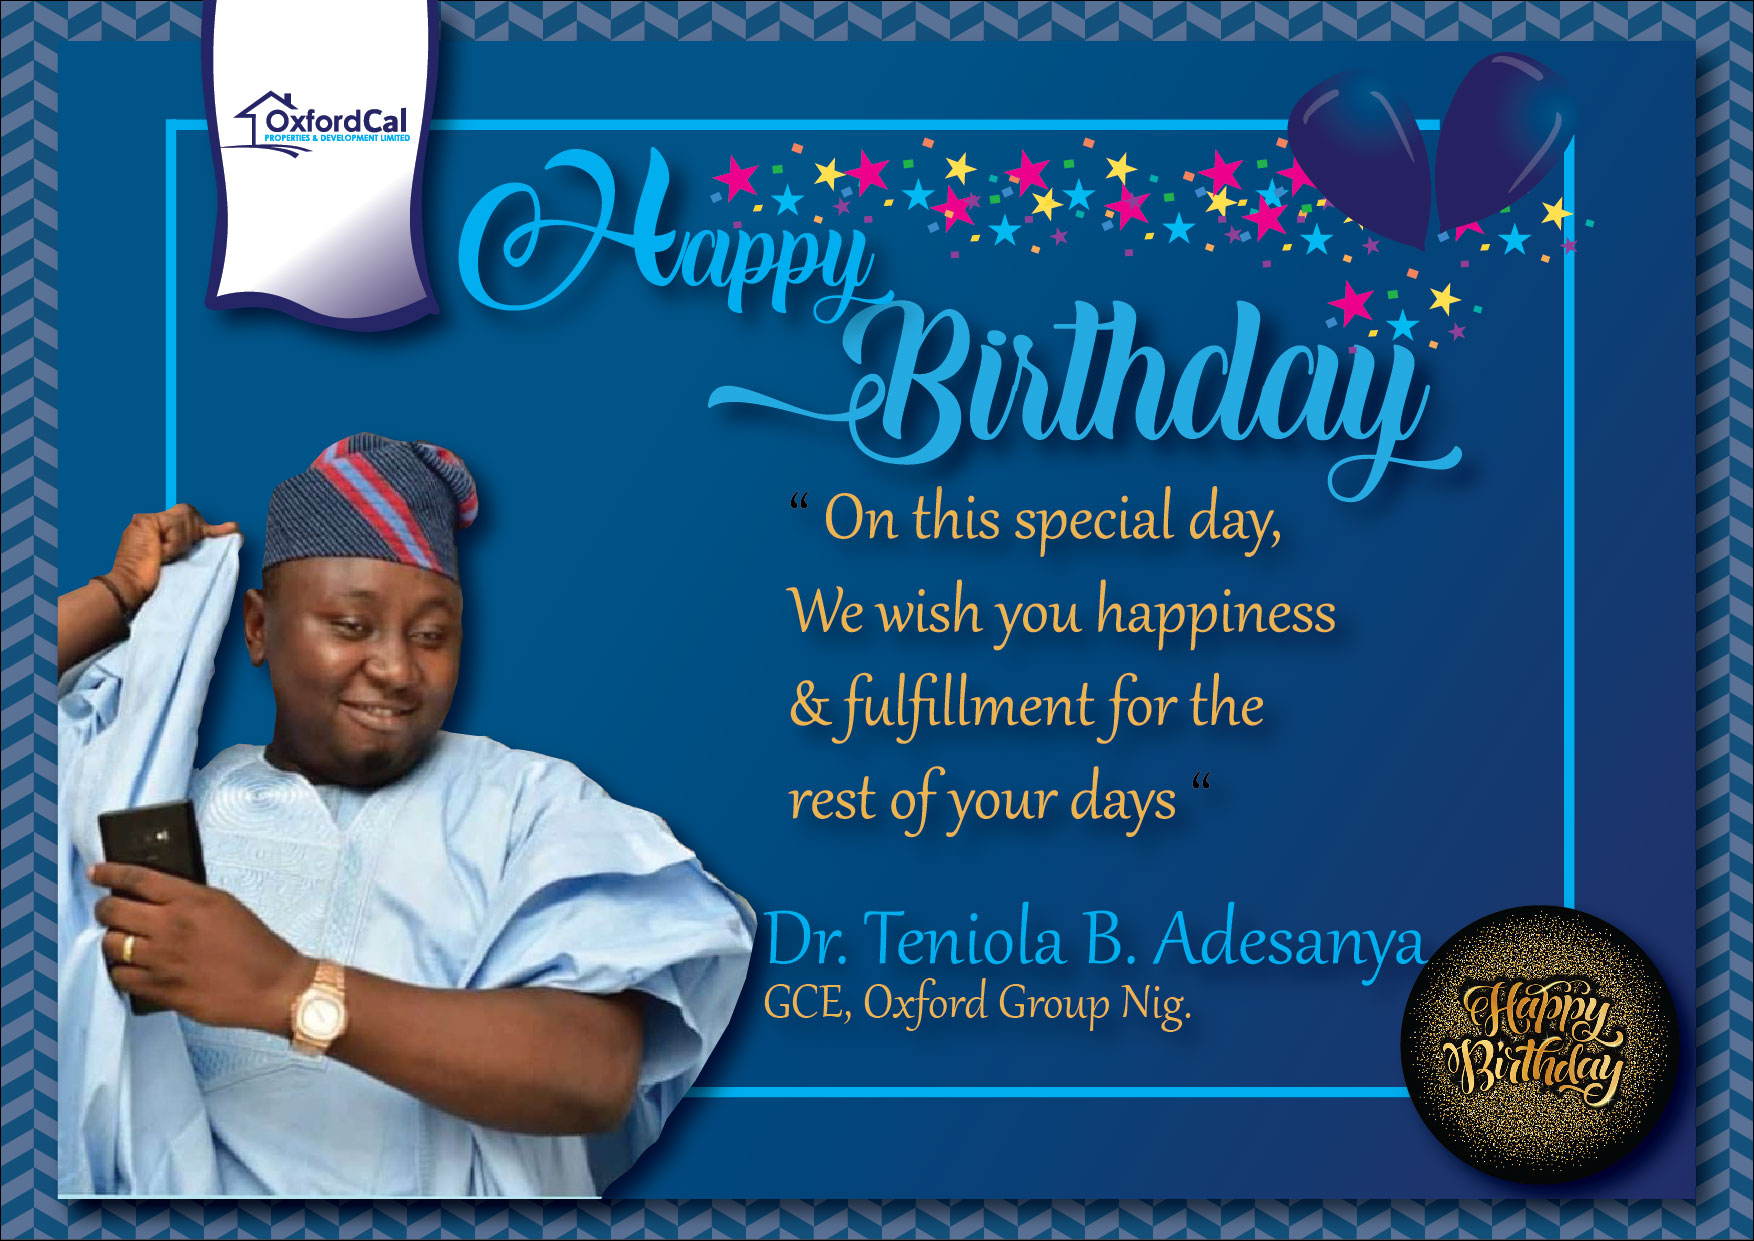 OxfordCal
PROPERTIES & DEVELOPMENT LIMITED
Happy
Birthday
“ On this special day,
We wish you happiness
& fulfillment for the
rest of your days “
Dr. Teniola B. Adesanya
GCE, Oxford Group Nig.
Happy
Birthday